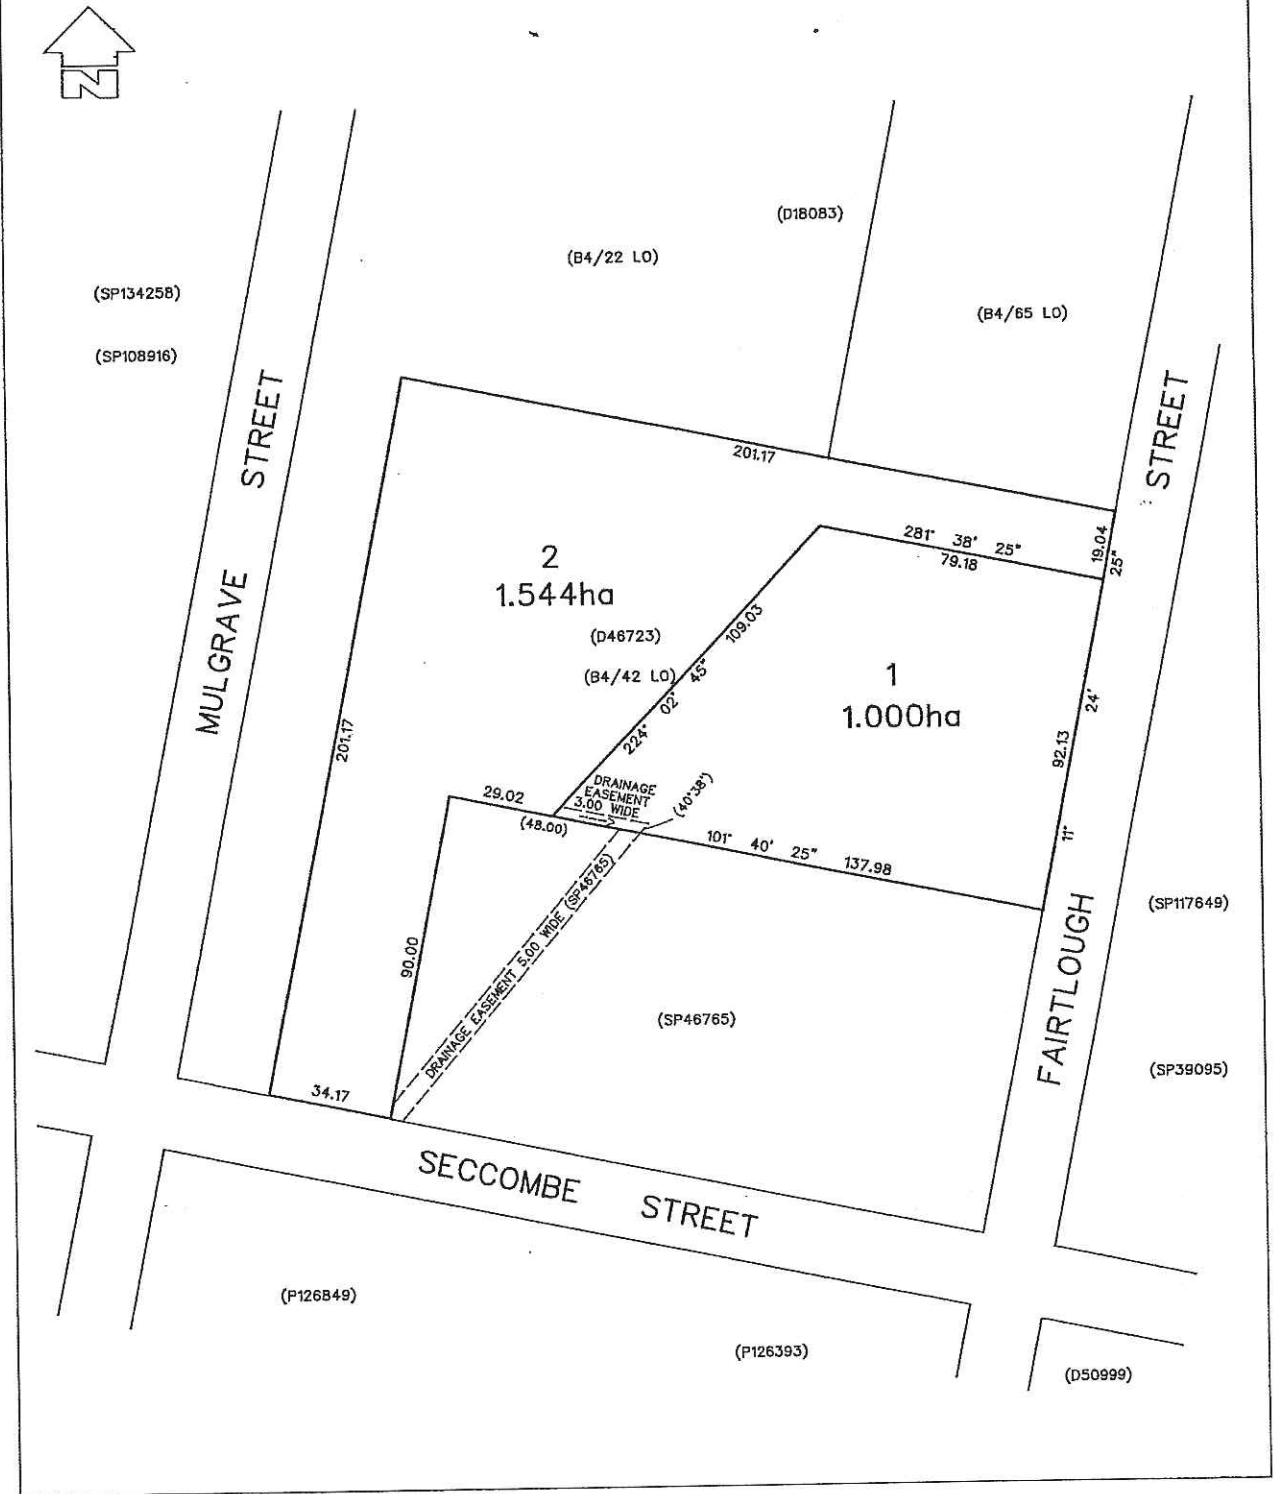 N
(D18083)
(B4/22 LO)
(SP134258)
(B4/65 LO)
(SP108916)
MULGRAVE STREET
201.17
FAIRTLOUGH STREET
19.04
281° 38' 25"
79.18
2
1.544ha
(D46723)
(B4/42 LO)
224° 02' 45"
109.03
1
1.000ha
11° 24' 25"
92.13
201.17
29.02
(48.00)
DRAINAGE
EASEMENT
3.00 WIDE
(40°38')
101° 40' 25"
137.98
90.00
DRAINAGE EASEMENT 5.00 WIDE (SP46765)
(SP46765)
(SP117649)
(SP39095)
34.17
SECCOMBE STREET
(P126849)
(P126393)
(D50999)